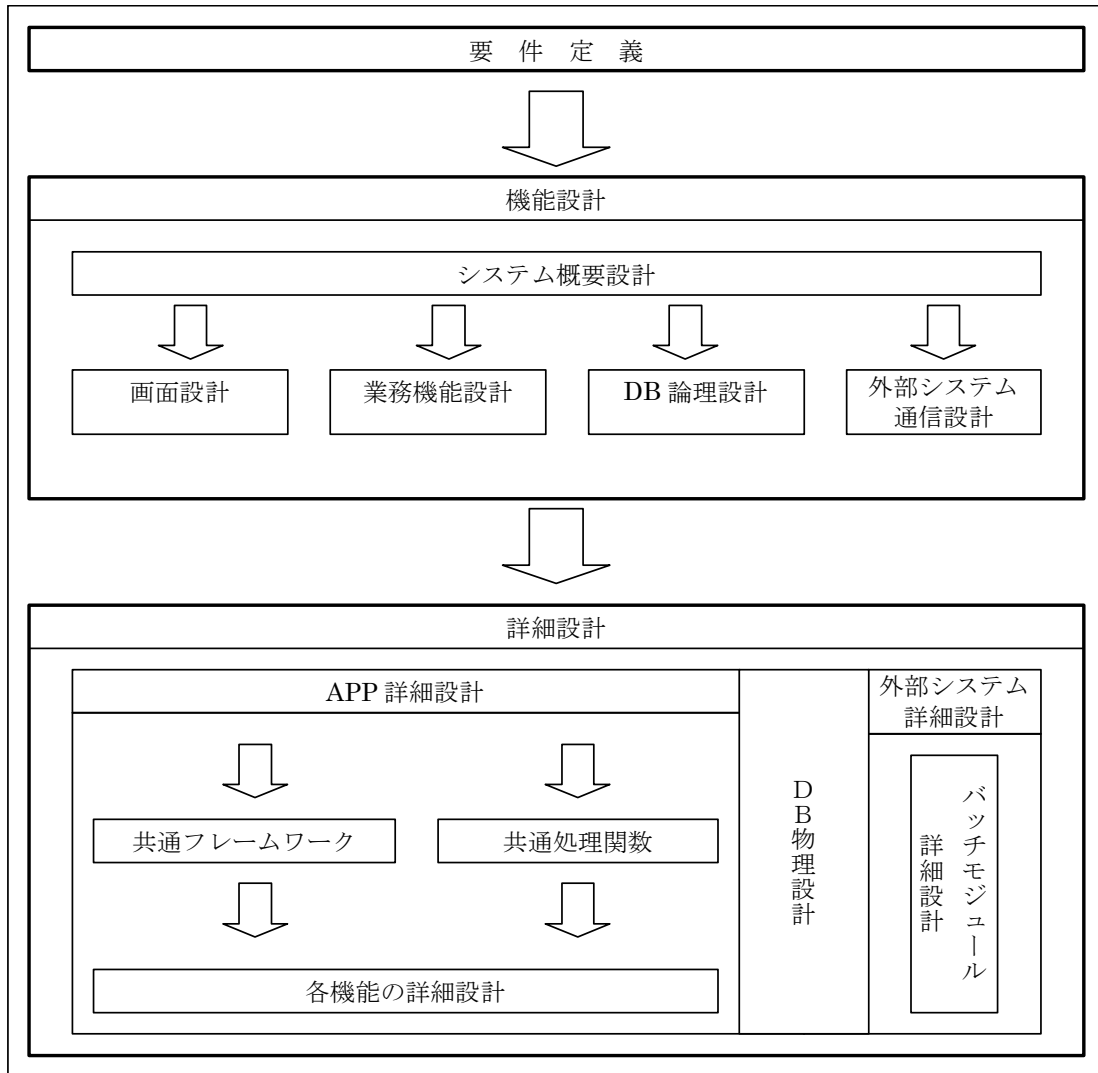 要 件 定 義
機能設計
システム概要設計
画面設計
業務機能設計
DB 論理設計
外部システム
通信設計
詳細設計
APP 詳細設計
共通フレームワーク
共通処理関数
各機能の詳細設計
DB物理設計
外部システム
詳細設計
バッチモジュール
詳細設計